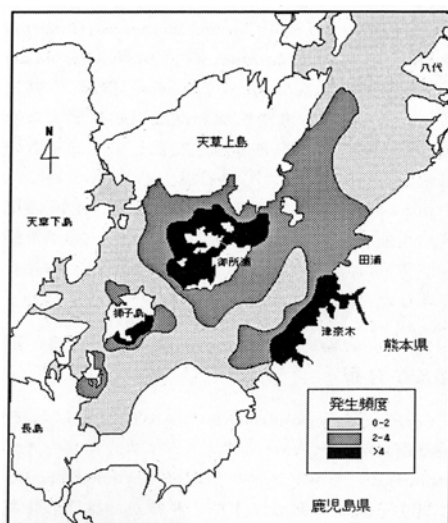 八代
N
天草上島
天草下島
御所浦
田浦
獅子島
津奈木
熊本県
発生頻度
0-2
2-4
>4
長島
鹿児島県